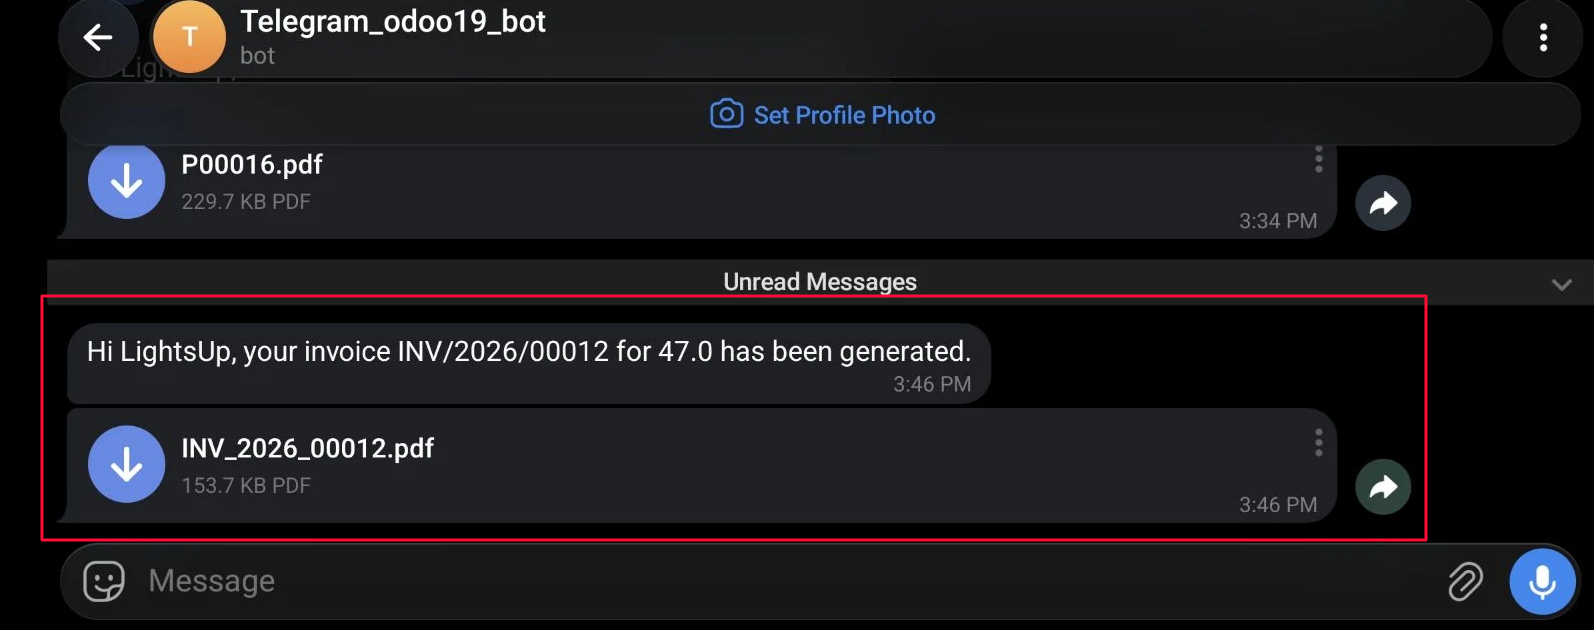 Telegram_odoo19_bot
T
bot
Set Profile Photo
P00016.pdf
229.7 KB PDF
3:34 PM
Unread Messages
Hi LightsUp, your invoice INV/2026/00012 for 47.0 has been generated.
3:46 PM
INV_2026_00012.pdf
153.7 KB PDF
3:46 PM
Message